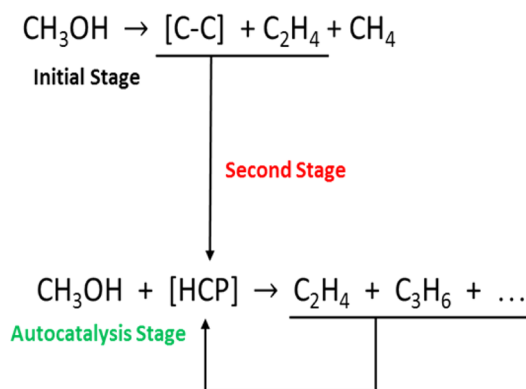 CH₃OH → [C-C] + C₂H₄ + CH₄
Initial Stage
Second Stage
CH₃OH + [HCP] → C₂H₄ + C₃H₆ + ...
Autocatalysis Stage